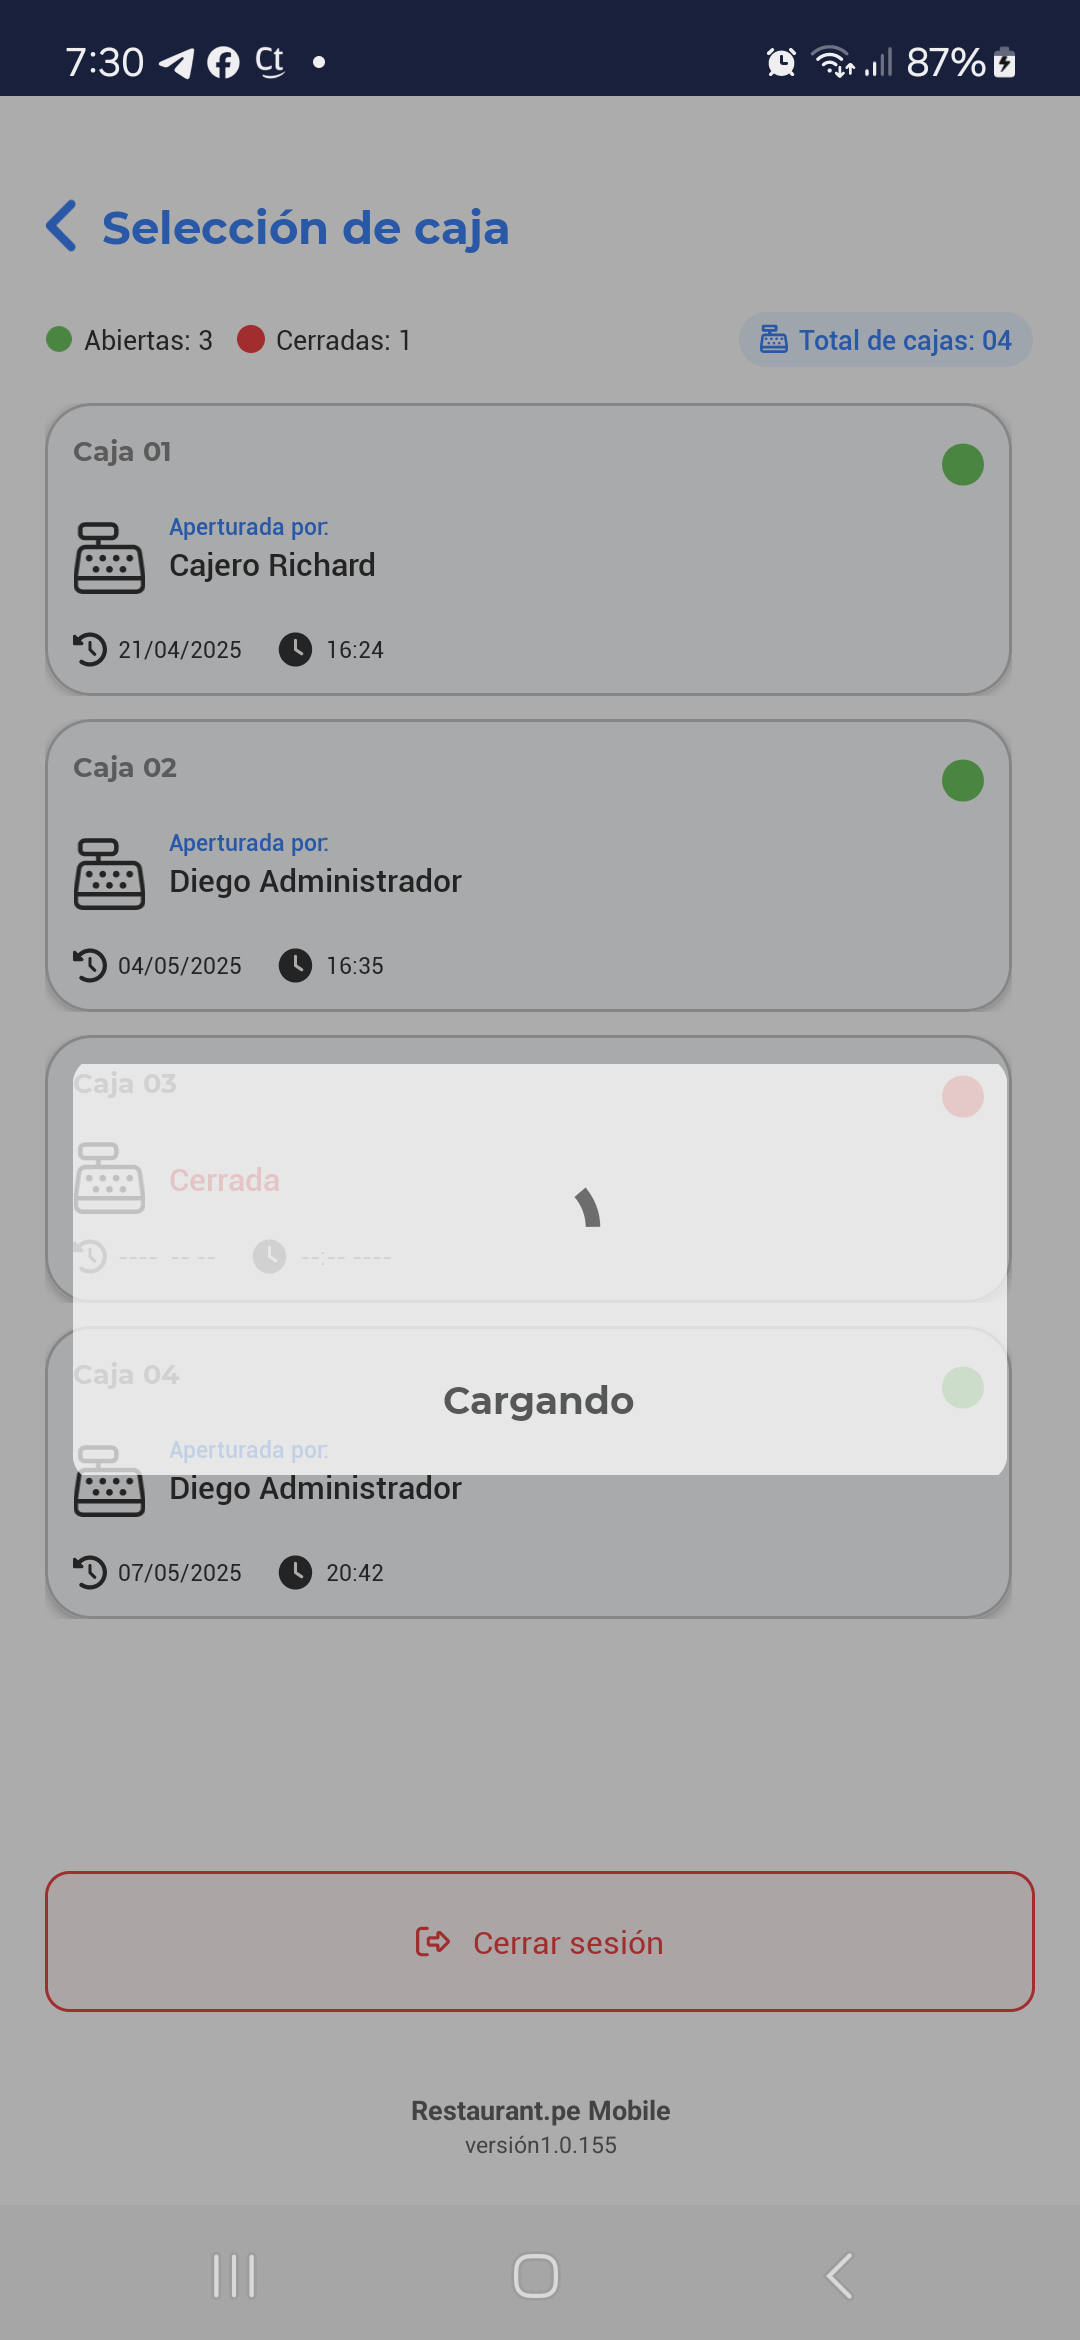 7:30 Ct 87%
Selección de caja
Abiertas: 3 Cerradas: 1 Total de cajas: 04
Caja 01
Aperturada por:
Cajero Richard
21/04/2025 16:24
Caja 02
Aperturada por:
Diego Administrador
04/05/2025 16:35
Caja 03
Cerrada
---- -- -- --:-- ----
Caja 04
Cargando
Aperturada por:
Diego Administrador
07/05/2025 20:42
Cerrar sesión
Restaurant.pe Mobile
versión1.0.155